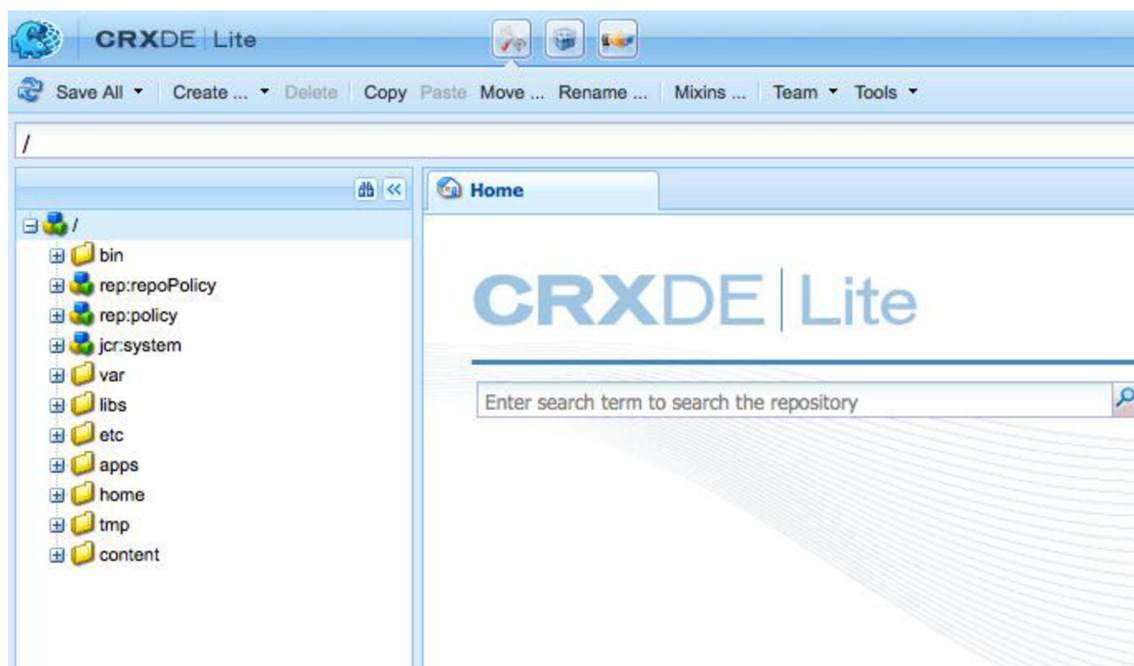 CRXDE Lite
Save All Create ... Delete Copy Paste Move ... Rename ... Mixins ... Team Tools
/
Home
/
bin
rep:repoPolicy
rep:policy
jcr:system
var
libs
etc
apps
home
tmp
content
CRXDE Lite
Enter search term to search the repository